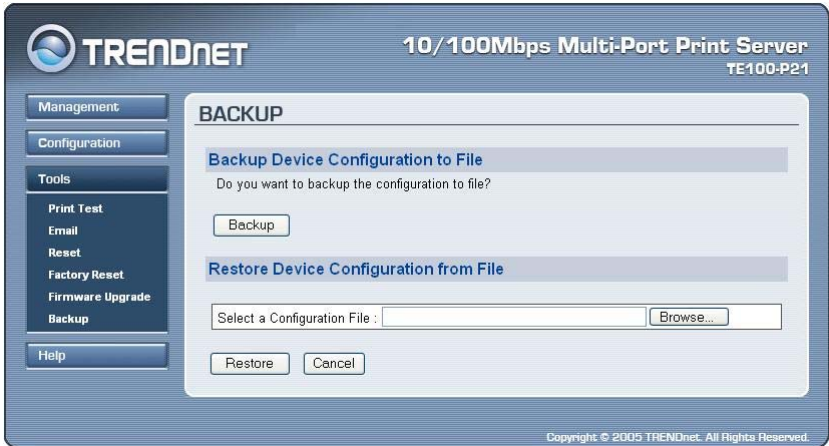 TRENDNET
10/100Mbps Multi-Port Print Server
TE100-P21
Management
Configuration
Tools
Print Test
Email
Reset
Factory Reset
Firmware Upgrade
Backup
Help
BACKUP
Backup Device Configuration to File
Do you want to backup the configuration to file?
Backup
Restore Device Configuration from File
Select a Configuration File :
Browse...
Restore Cancel
Copyright © 2005 TRENDnet. All Rights Reserved.